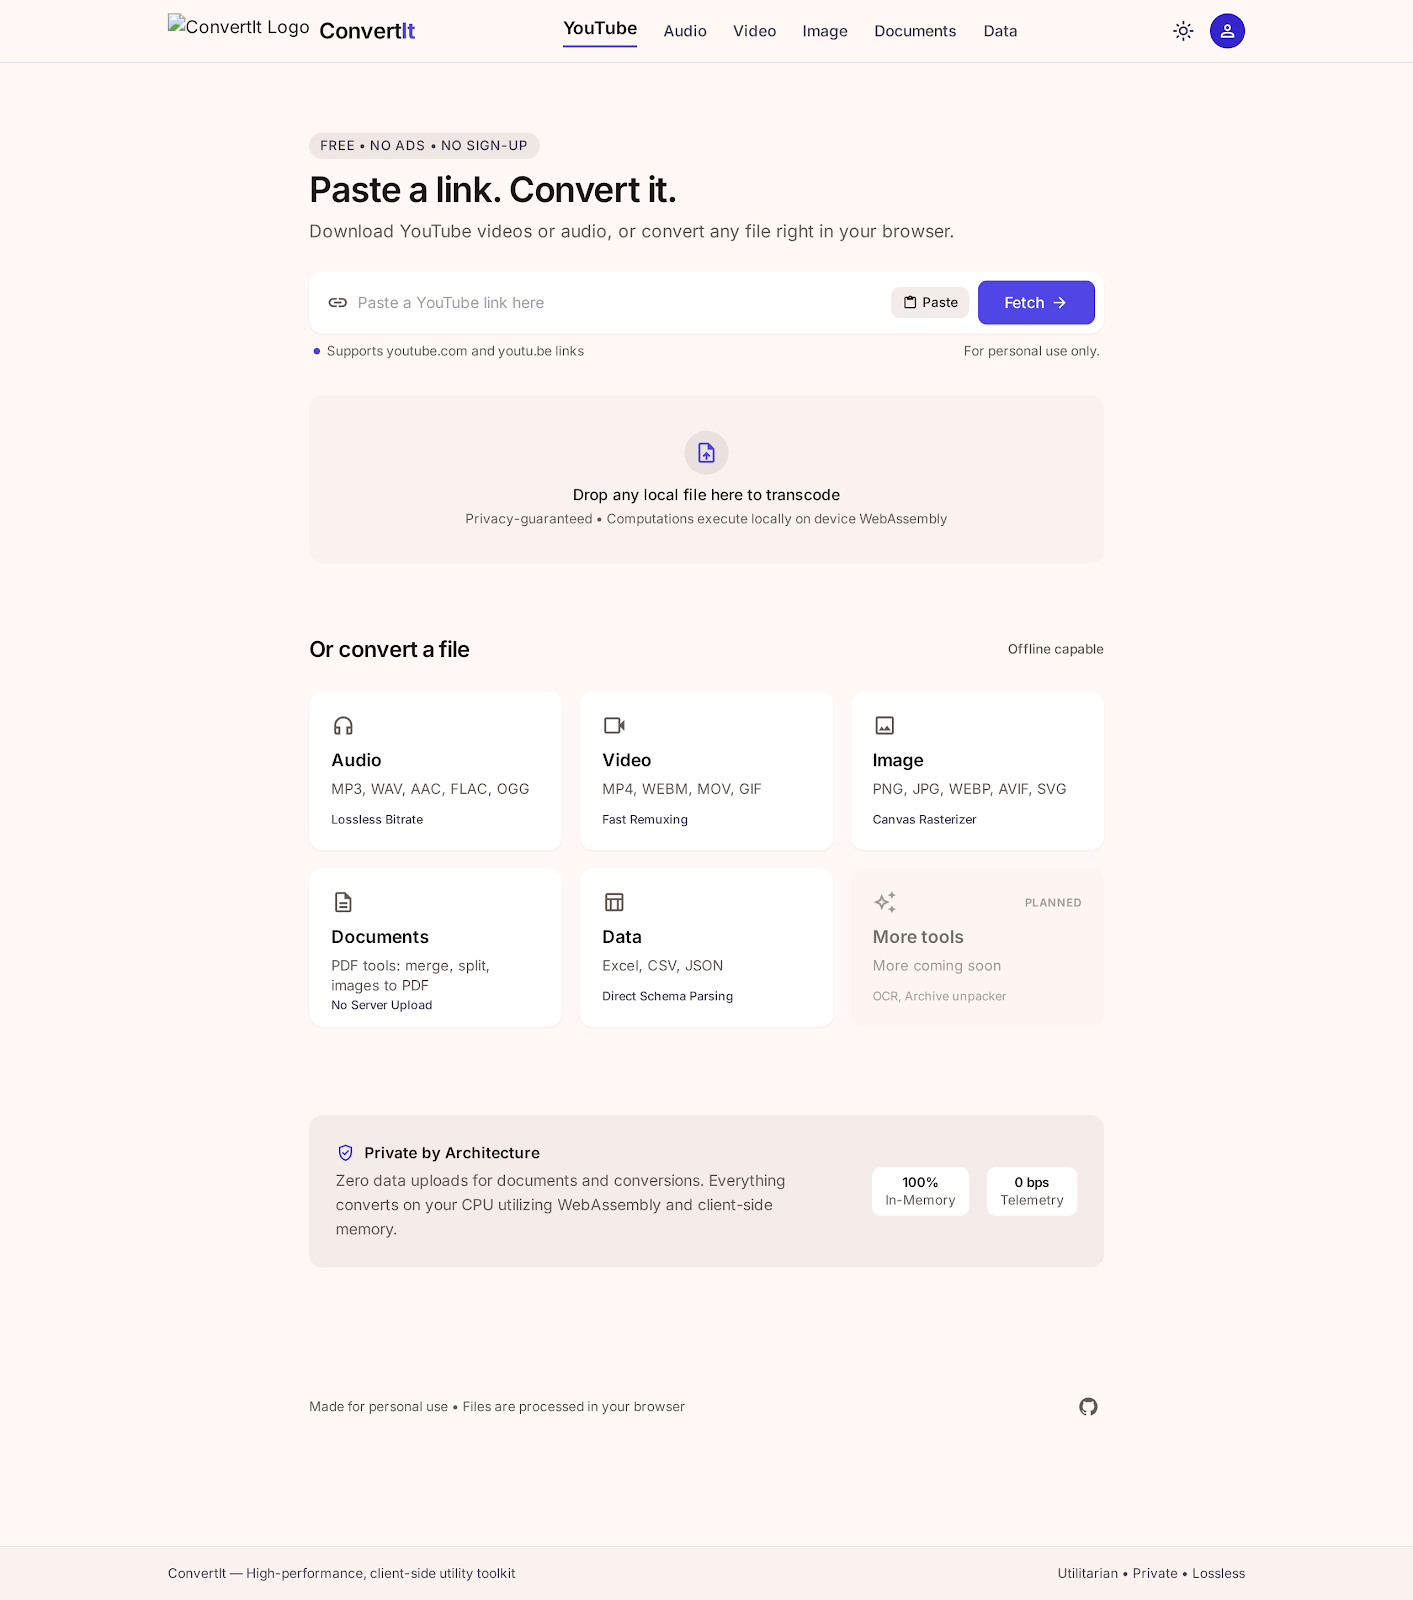 ConvertIt Logo ConvertIt YouTube Audio Video Image Documents Data
FREE • NO ADS • NO SIGN-UP
Paste a link. Convert it.
Download YouTube videos or audio, or convert any file right in your browser.
Paste a YouTube link here Paste Fetch →
Supports youtube.com and youtu.be links For personal use only.
Drop any local file here to transcode
Privacy-guaranteed • Computations execute locally on device WebAssembly
Or convert a file Offline capable
Audio
MP3, WAV, AAC, FLAC, OGG
Lossless Bitrate
Video
MP4, WEBM, MOV, GIF
Fast Remuxing
Image
PNG, JPG, WEBP, AVIF, SVG
Canvas Rasterizer
Documents
PDF tools: merge, split,
images to PDF
No Server Upload
Data
Excel, CSV, JSON
Direct Schema Parsing
PLANNED
More tools
More coming soon
OCR, Archive unpacker
Private by Architecture
Zero data uploads for documents and conversions. Everything
converts on your CPU utilizing WebAssembly and client-side
memory.
100%
In-Memory
0 bps
Telemetry
Made for personal use • Files are processed in your browser
ConvertIt — High-performance, client-side utility toolkit Utilitarian • Private • Lossless